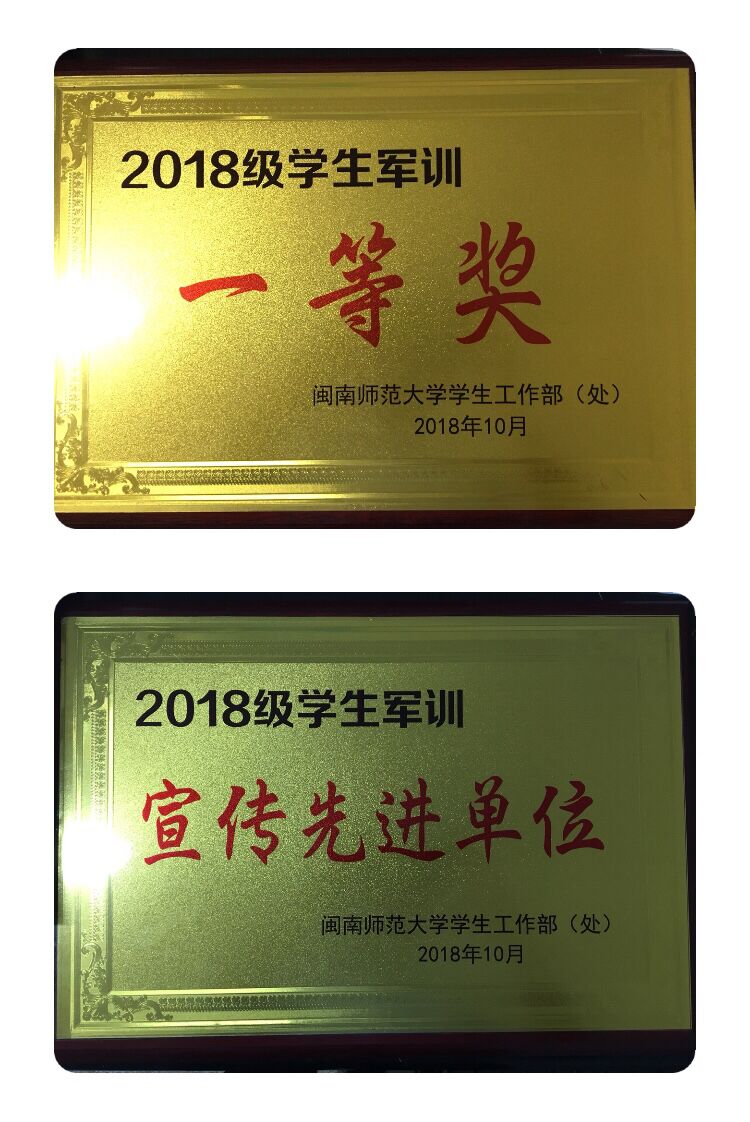 2018级学生军训
一等奖
闽南师范大学学生工作部（处）
2018年10月
2018级学生军训
宣传先进单位
闽南师范大学学生工作部（处）
2018年10月